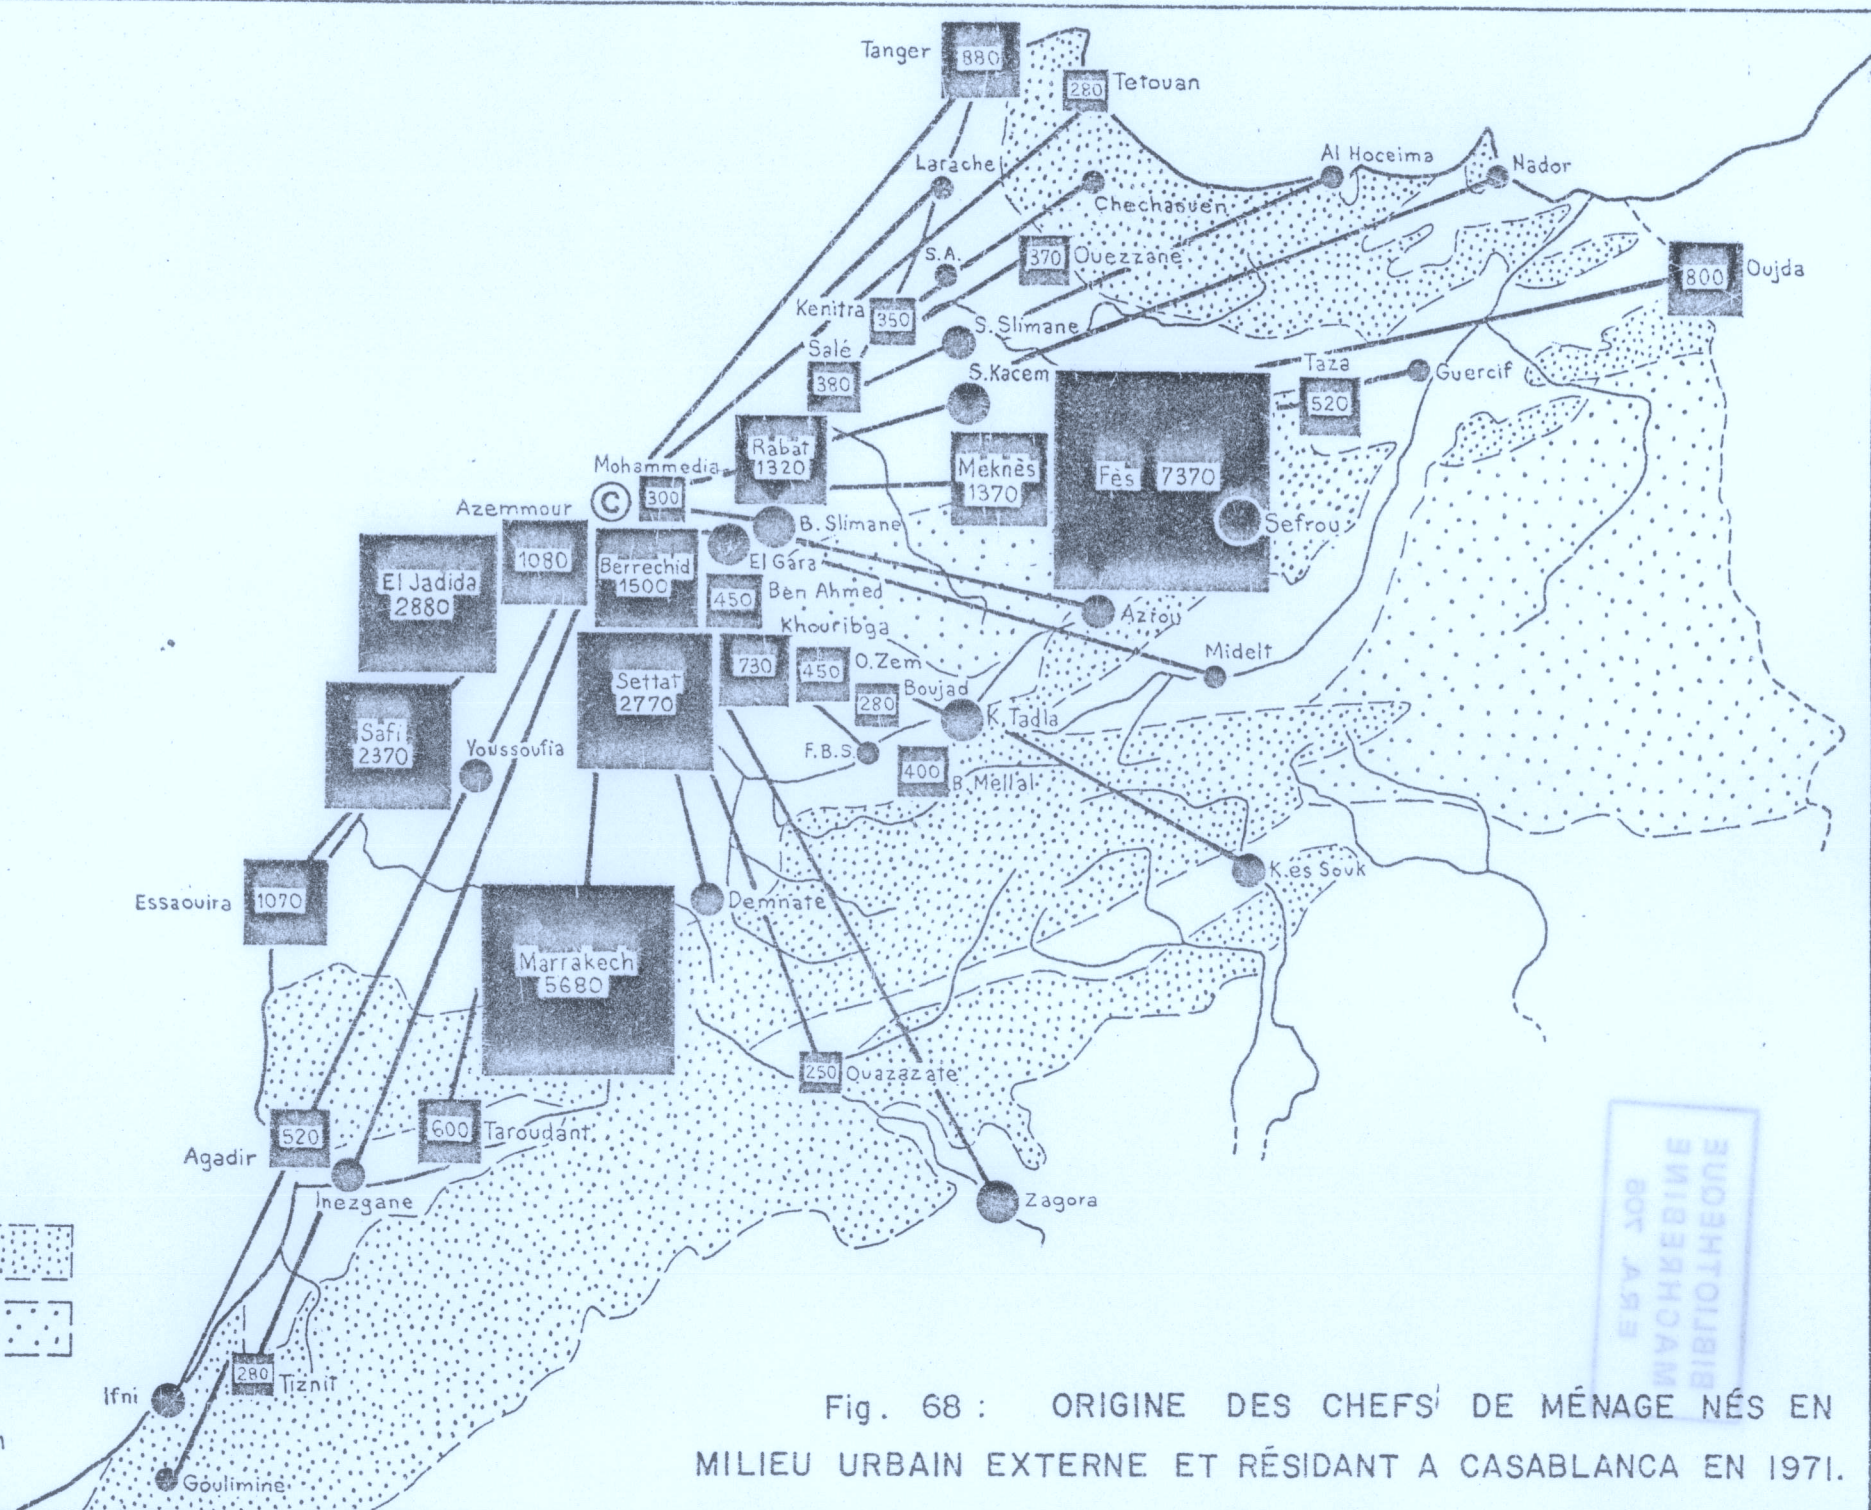 Tanger
880
280
Tetouan
Larache
Al Hoceima
Nador
Chechaouen
S.A.
370
Ouezzane
800
Oujda
Kenitra
350
S. Slimane
Salé
380
S. Kacem
Taza
520
Guercif
Rabat
1320
Meknès
1370
Fès 7370
Sefrou
Mohammedia
300
C
Azemmour
1080
B. Slimane
El Gara
El Jadida
2880
Berrechid
1500
450
Ben Ahmed
Azrou
Khouribga
730
450
O. Zem
Midelt
Settat
2770
280
Boujad
K. Tadla
Safi
2370
Youssoufia
F.B.S
400
B. Mellal
Essaouira
1070
Demnate
K. es Souk
Marrakech
5680
250
Ouazazate
520
Agadir
600
Taroudant
Inezgane
Zagora
280
Tiznit
Ifni
Goulimine
BIBLIOTHEQUE
MAGHREBINE
ERA 706
Fig. 68 : ORIGINE DES CHEFS DE MÉNAGE NÉS EN
MILIEU URBAIN EXTERNE ET RÉSIDANT A CASABLANCA EN 1971.